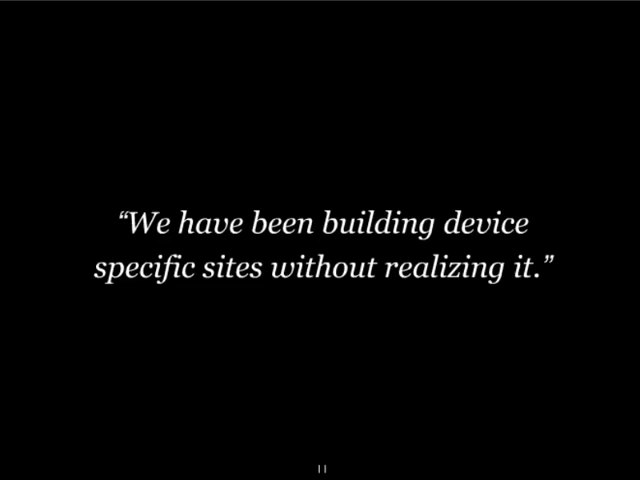 “We have been building device
specific sites without realizing it.”
11